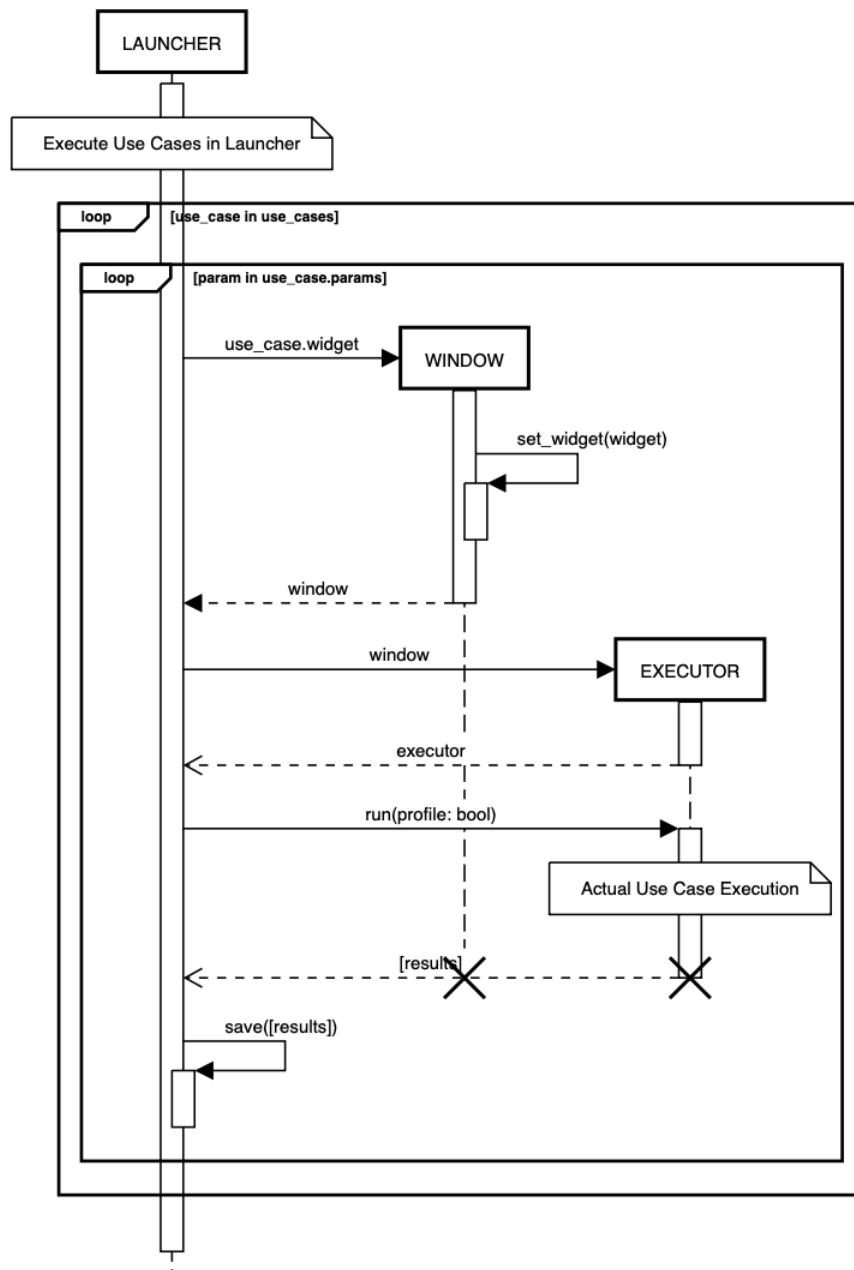 LAUNCHER
Execute Use Cases in Launcher
loop [use_case in use_cases]
loop [param in use_case.params]
use_case.widget
WINDOW
set_widget(widget)
window
window
EXECUTOR
executor
run(profile: bool)
Actual Use Case Execution
[results]
save([results])